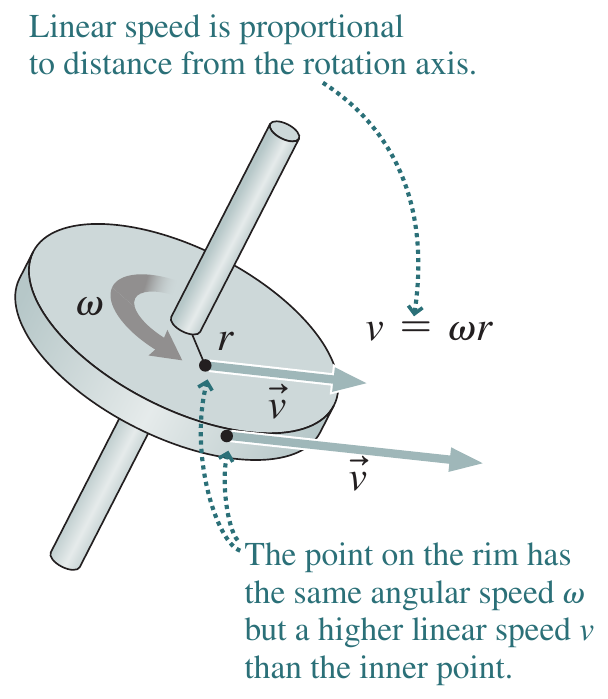 Linear speed is proportional
to distance from the rotation axis.
ω
r
v = ωr
v⃗
v⃗
The point on the rim has
the same angular speed ω
but a higher linear speed v
than the inner point.